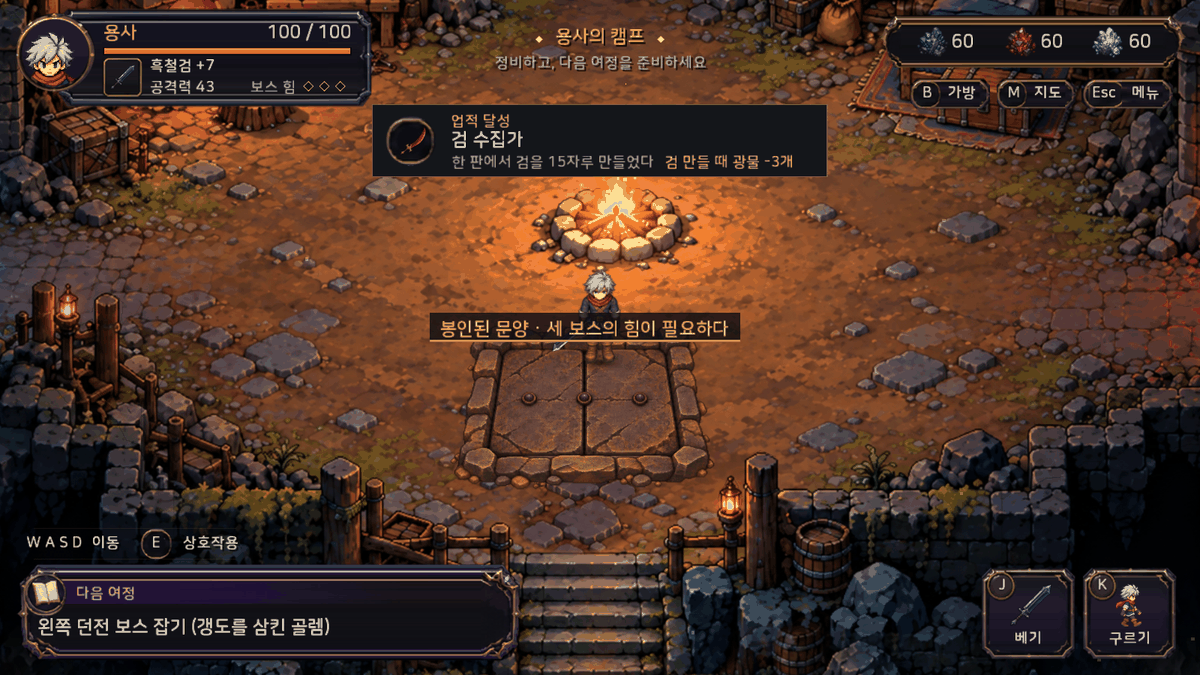 용사 100 / 100
흑철검 +7
공격력 43 보스 힘 ◇◇◇
용사의 캠프
정비하고, 다음 여정을 준비하세요
60 60 60
B 가방 M 지도 Esc 메뉴
업적 달성
검 수집가
한 판에서 검을 15자루 만들었다 검 만들 때 광물 -3개
봉인된 문양 · 세 보스의 힘이 필요하다
WASD 이동 E 상호작용
다음 여정
왼쪽 던전 보스 잡기 (갱도를 삼킨 골렘)
J 베기
K 구르기